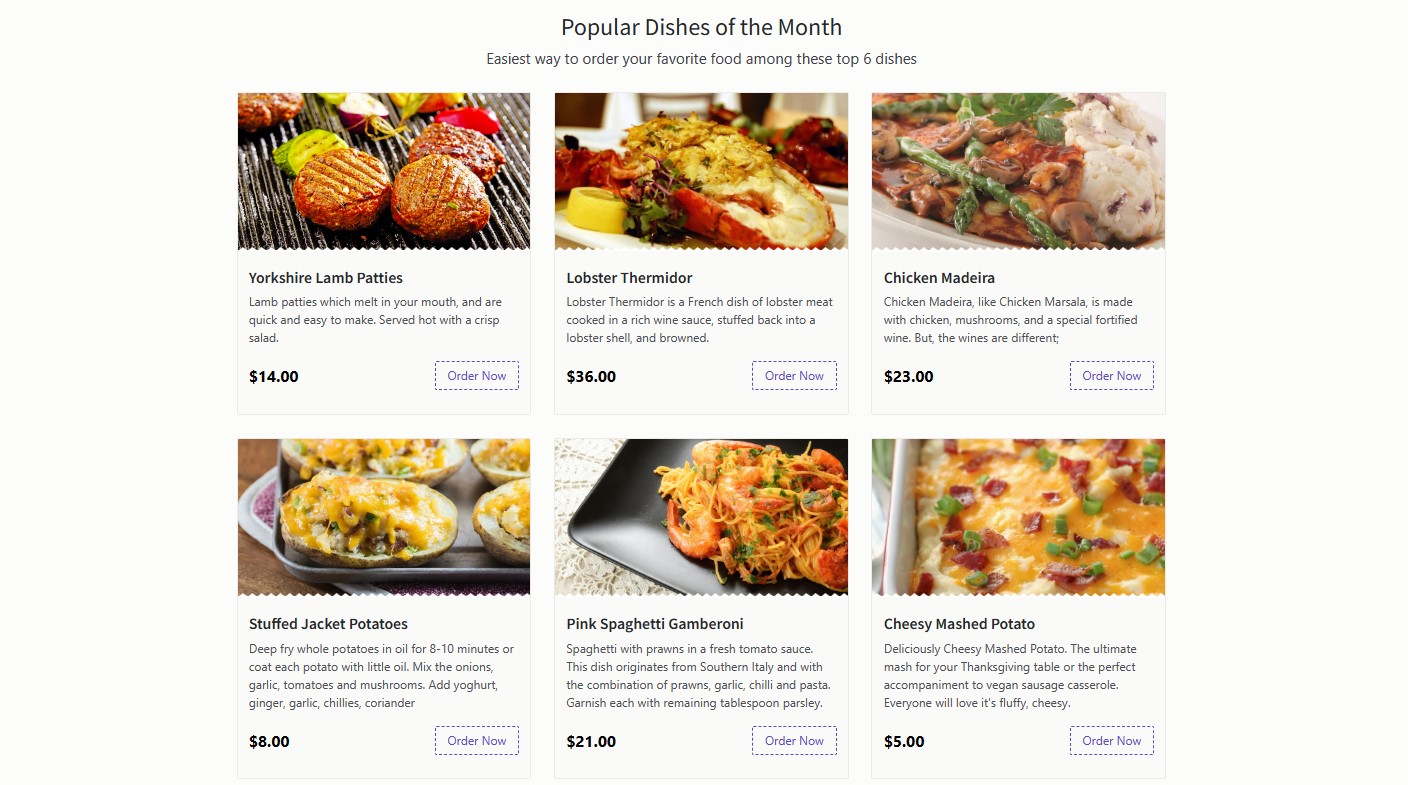 Popular Dishes of the Month
Easiest way to order your favorite food among these top 6 dishes
Yorkshire Lamb Patties
Lamb patties which melt in your mouth, and are
quick and easy to make. Served hot with a crisp
salad.
$14.00
Order Now
Lobster Thermidor
Lobster Thermidor is a French dish of lobster meat
cooked in a rich wine sauce, stuffed back into a
lobster shell, and browned.
$36.00
Order Now
Chicken Madeira
Chicken Madeira, like Chicken Marsala, is made
with chicken, mushrooms, and a special fortified
wine. But, the wines are different;
$23.00
Order Now
Stuffed Jacket Potatoes
Deep fry whole potatoes in oil for 8-10 minutes or
coat each potato with little oil. Mix the onions,
garlic, tomatoes and mushrooms. Add yoghurt,
ginger, garlic, chillies, coriander
$8.00
Order Now
Pink Spaghetti Gamberoni
Spaghetti with prawns in a fresh tomato sauce.
This dish originates from Southern Italy and with
the combination of prawns, garlic, chilli and pasta.
Garnish each with remaining tablespoon parsley.
$21.00
Order Now
Cheesy Mashed Potato
Deliciously Cheesy Mashed Potato. The ultimate
mash for your Thanksgiving table or the perfect
accompaniment to vegan sausage casserole.
Everyone will love it's fluffy, cheesy.
$5.00
Order Now